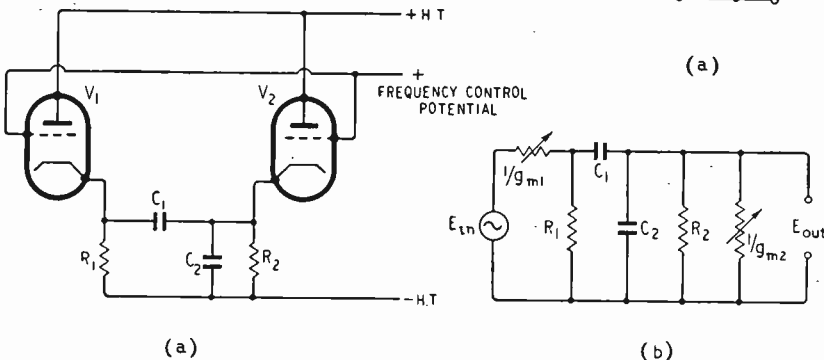 + H.T
(a)
+
V1
V2
FREQUENCY CONTROL
POTENTIAL
C1
R1
C2
R2
- H.T
(a)
1/gm1
C1
Ein
R1
C2
R2
1/gm2
Eout
(b)